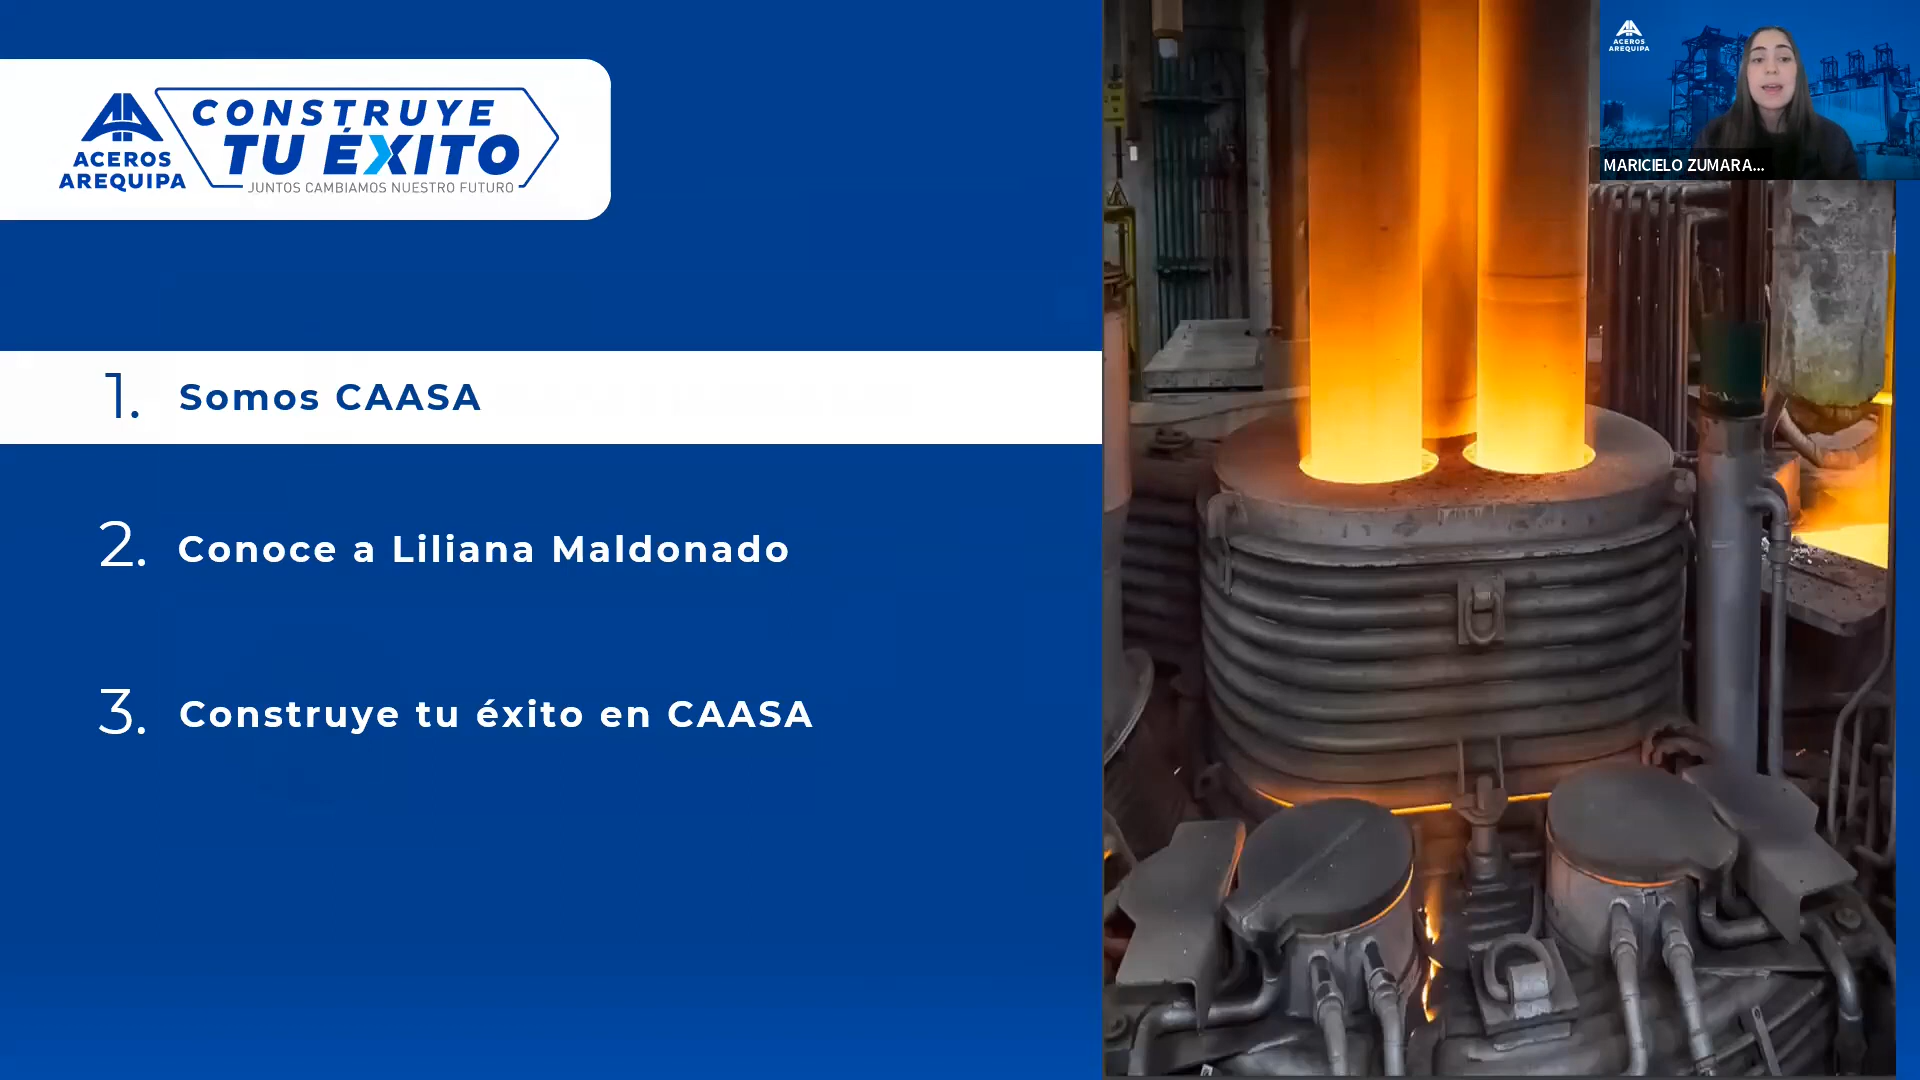 ACEROS
AREQUIPA
CONSTRUYE
TU ÉXITO
JUNTOS CAMBIAMOS NUESTRO FUTURO
1. Somos CAASA
2. Conoce a Liliana Maldonado
3. Construye tu éxito en CAASA
ACEROS
AREQUIPA
MARICIELO ZUMARA...